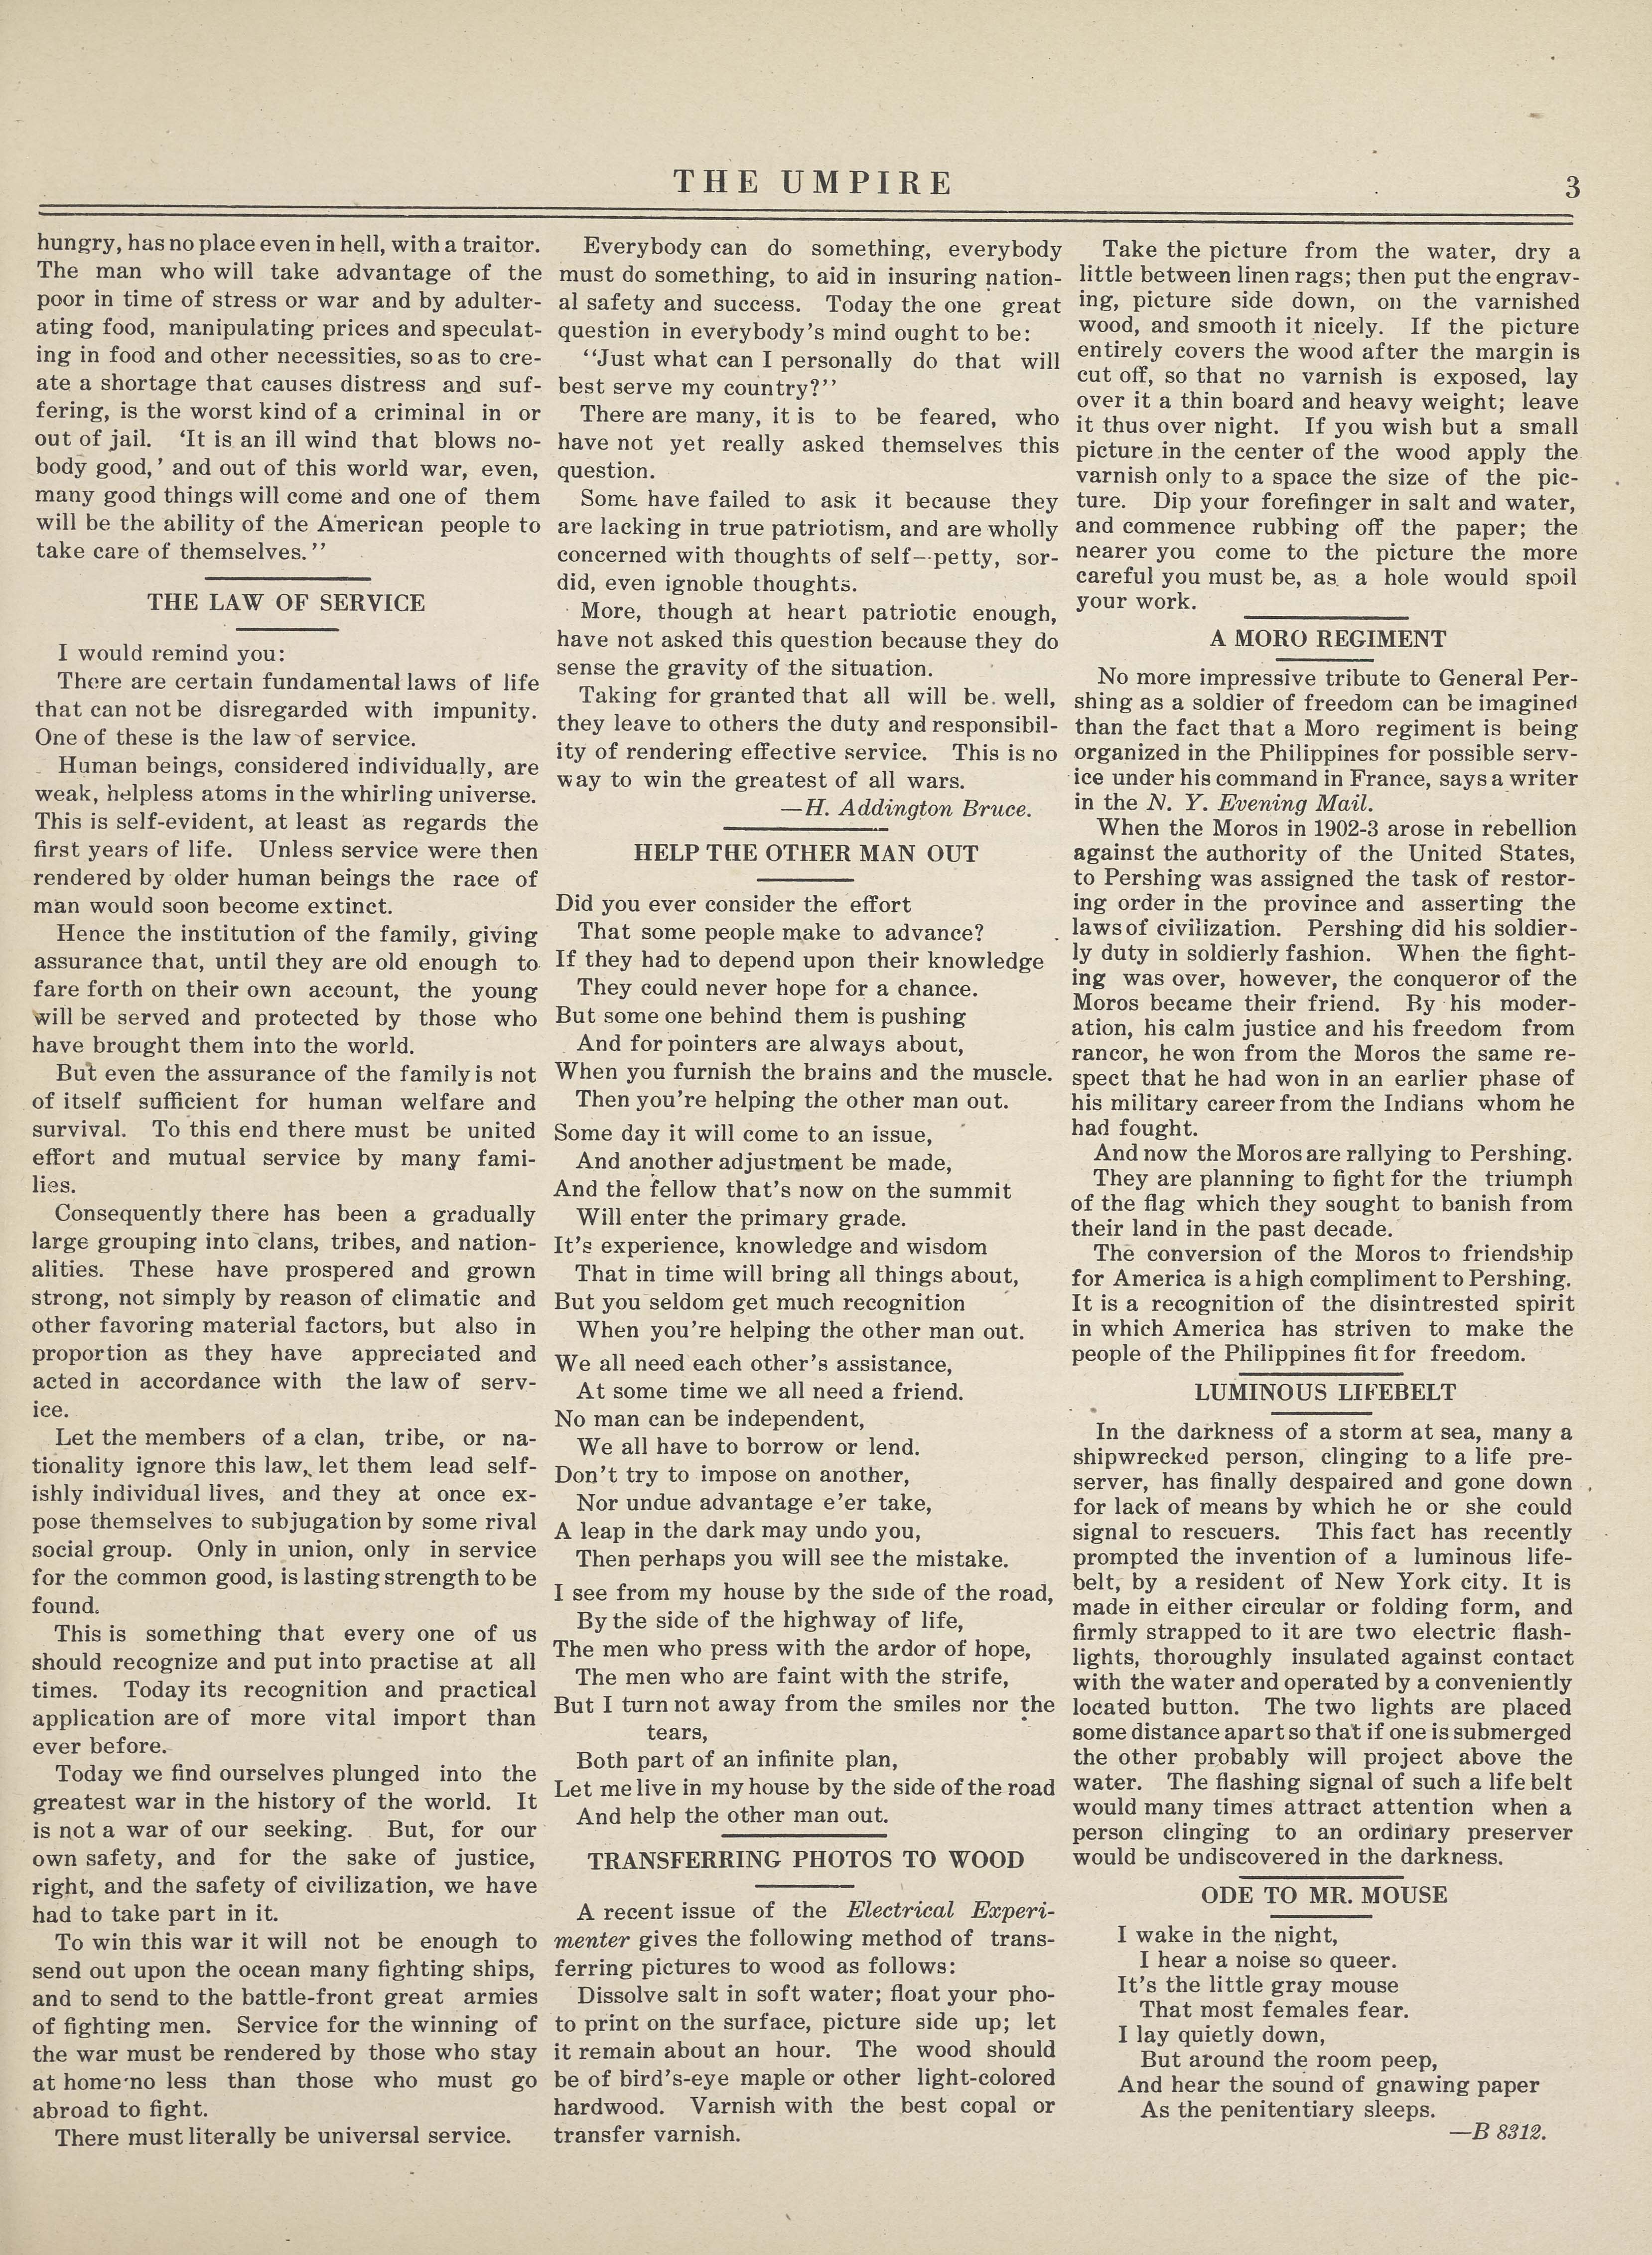 THE UMPIRE
3
hungry, has no place even in hell, with a traitor.
The man who will take advantage of the
poor in time of stress or war and by adulter-
ating food, manipulating prices and speculat-
ing in food and other necessities, so as to cre-
ate a shortage that causes distress and suf-
fering, is the worst kind of a criminal in or
out of jail. 'It is an ill wind that blows no-
body good,' and out of this world war, even,
many good things will come and one of them
will be the ability of the American people to
take care of themselves.''
THE LAW OF SERVICE
I would remind you:
There are certain fundamental laws of life
that can not be disregarded with impunity.
One of these is the law of service.
Human beings, considered individually, are
weak, helpless atoms in the whirling universe.
This is self-evident, at least as regards the
first years of life. Unless service were then
rendered by older human beings the race of
man would soon become extinct.
Hence the institution of the family, giving
assurance that, until they are old enough to
fare forth on their own account, the young
will be served and protected by those who
have brought them into the world.
But even the assurance of the family is not
of itself sufficient for human welfare and
survival. To this end there must be united
effort and mutual service by many fami-
lies.
Consequently there has been a gradually
large grouping into clans, tribes, and nation-
alities. These have prospered and grown
strong, not simply by reason of climatic and
other favoring material factors, but also in
proportion as they have appreciated and
acted in accordance with the law of serv-
ice.
Let the members of a clan, tribe, or na-
tionality ignore this law, let them lead self-
ishly individual lives, and they at once ex-
pose themselves to subjugation by some rival
social group. Only in union, only in service
for the common good, is lasting strength to be
found.
This is something that every one of us
should recognize and put into practise at all
times. Today its recognition and practical
application are of more vital import than
ever before.
Today we find ourselves plunged into the
greatest war in the history of the world. It
is not a war of our seeking. But, for our
own safety, and for the sake of justice,
right, and the safety of civilization, we have
had to take part in it.
To win this war it will not be enough to
send out upon the ocean many fighting ships,
and to send to the battle-front great armies
of fighting men. Service for the winning of
the war must be rendered by those who stay
at home no less than those who must go
abroad to fight.
There must literally be universal service.
Everybody can do something, everybody
must do something, to aid in insuring nation-
al safety and success. Today the one great
question in everybody's mind ought to be:
''Just what can I personally do that will
best serve my country?''
There are many, it is to be feared, who
have not yet really asked themselves this
question.
Some have failed to ask it because they
are lacking in true patriotism, and are wholly
concerned with thoughts of self--petty, sor-
did, even ignoble thoughts.
More, though at heart patriotic enough,
have not asked this question because they do
sense the gravity of the situation.
Taking for granted that all will be well,
they leave to others the duty and responsibil-
ity of rendering effective service. This is no
way to win the greatest of all wars.
—H. Addington Bruce.
HELP THE OTHER MAN OUT
Did you ever consider the effort
That some people make to advance?
If they had to depend upon their knowledge
They could never hope for a chance.
But some one behind them is pushing
And for pointers are always about,
When you furnish the brains and the muscle.
Then you're helping the other man out.
Some day it will come to an issue,
And another adjustment be made,
And the fellow that's now on the summit
Will enter the primary grade.
It's experience, knowledge and wisdom
That in time will bring all things about,
But you seldom get much recognition
When you're helping the other man out.
We all need each other's assistance,
At some time we all need a friend.
No man can be independent,
We all have to borrow or lend.
Don't try to impose on another,
Nor undue advantage e'er take,
A leap in the dark may undo you,
Then perhaps you will see the mistake.
I see from my house by the side of the road,
By the side of the highway of life,
The men who press with the ardor of hope,
The men who are faint with the strife,
But I turn not away from the smiles nor the
tears,
Both part of an infinite plan,
Let me live in my house by the side of the road
And help the other man out.
TRANSFERRING PHOTOS TO WOOD
A recent issue of the Electrical Experi-
menter gives the following method of trans-
ferring pictures to wood as follows:
Dissolve salt in soft water; float your pho-
to print on the surface, picture side up; let
it remain about an hour. The wood should
be of bird's-eye maple or other light-colored
hardwood. Varnish with the best copal or
transfer varnish.
Take the picture from the water, dry a
little between linen rags; then put the engrav-
ing, picture side down, on the varnished
wood, and smooth it nicely. If the picture
entirely covers the wood after the margin is
cut off, so that no varnish is exposed, lay
over it a thin board and heavy weight; leave
it thus over night. If you wish but a small
picture in the center of the wood apply the
varnish only to a space the size of the pic-
ture. Dip your forefinger in salt and water,
and commence rubbing off the paper; the
nearer you come to the picture the more
careful you must be, as a hole would spoil
your work.
A MORO REGIMENT
No more impressive tribute to General Per-
shing as a soldier of freedom can be imagined
than the fact that a Moro regiment is being
organized in the Philippines for possible serv-
ice under his command in France, says a writer
in the N. Y. Evening Mail.
When the Moros in 1902-3 arose in rebellion
against the authority of the United States,
to Pershing was assigned the task of restor-
ing order in the province and asserting the
laws of civilization. Pershing did his soldier-
ly duty in soldierly fashion. When the fight-
ing was over, however, the conqueror of the
Moros became their friend. By his moder-
ation, his calm justice and his freedom from
rancor, he won from the Moros the same re-
spect that he had won in an earlier phase of
his military career from the Indians whom he
had fought.
And now the Moros are rallying to Pershing.
They are planning to fight for the triumph
of the flag which they sought to banish from
their land in the past decade.
The conversion of the Moros to friendship
for America is a high compliment to Pershing.
It is a recognition of the disintrested spirit
in which America has striven to make the
people of the Philippines fit for freedom.
LUMINOUS LIFEBELT
In the darkness of a storm at sea, many a
shipwrecked person, clinging to a life pre-
server, has finally despaired and gone down
for lack of means by which he or she could
signal to rescuers. This fact has recently
prompted the invention of a luminous life-
belt, by a resident of New York city. It is
made in either circular or folding form, and
firmly strapped to it are two electric flash-
lights, thoroughly insulated against contact
with the water and operated by a conveniently
located button. The two lights are placed
some distance apart so that if one is submerged
the other probably will project above the
water. The flashing signal of such a life belt
would many times attract attention when a
person clinging to an ordinary preserver
would be undiscovered in the darkness.
ODE TO MR. MOUSE
I wake in the night,
I hear a noise so queer.
It's the little gray mouse
That most females fear.
I lay quietly down,
But around the room peep,
And hear the sound of gnawing paper
As the penitentiary sleeps.
—B 8312.